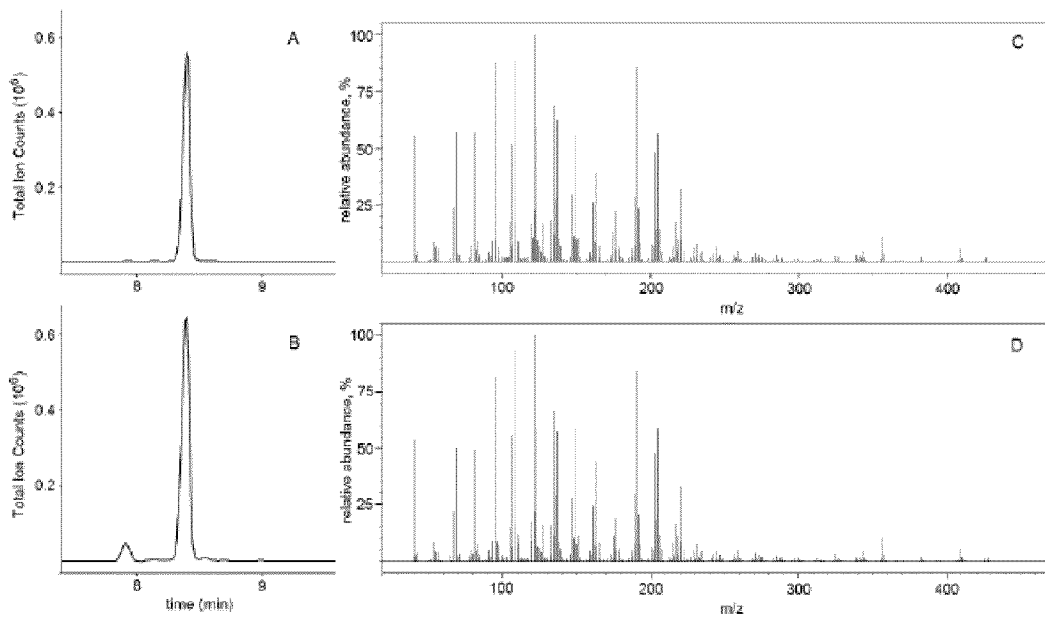 A
Total Ion Counts (10⁶)
0.6
0.4
0.2
8
9
C
relative abundance, %
100
75
50
25
100
200
300
400
m/z
B
Total Ion Counts (10⁶)
0.6
0.4
0.2
8
9
time (min)
D
relative abundance, %
100
75
50
25
100
200
300
400
m/z